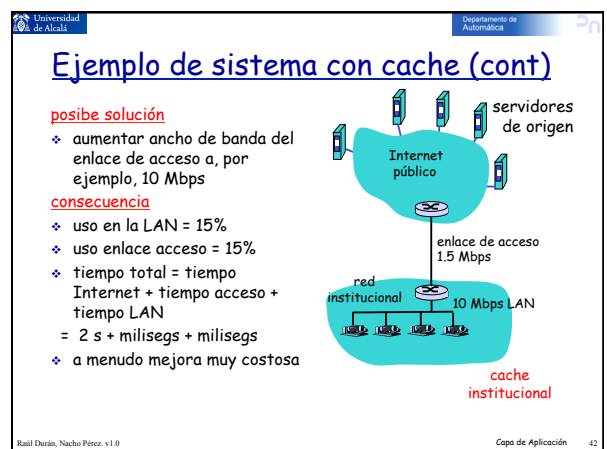 Universidad
de Alcalá
Departamento de
Automática
Ejemplo de sistema con cache (cont)
posibe solución
❖ aumentar ancho de banda del
enlace de acceso a, por
ejemplo, 10 Mbps
consecuencia
❖ uso en la LAN = 15%
❖ uso enlace acceso = 15%
❖ tiempo total = tiempo
Internet + tiempo acceso +
tiempo LAN
= 2 s + milisegs + milisegs
❖ a menudo mejora muy costosa
servidores
de origen
Internet
público
enlace de acceso
1.5 Mbps
red
institucional
10 Mbps LAN
cache
institucional
Raúl Durán, Nacho Pérez. v1.0
Capa de Aplicación 42